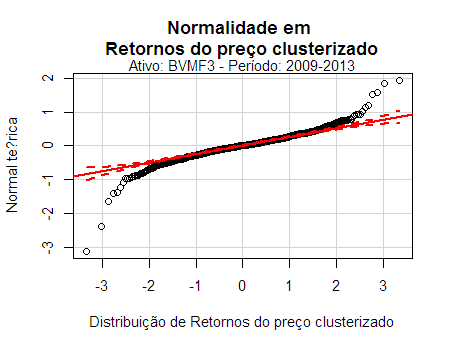 Normalidade em
Retornos do preço clusterizado
Ativo: BVMF3 - Período: 2009-2013
Normal te?rica
2
1
0
-1
-2
-3
-3 -2 -1 0 1 2 3
Distribuição de Retornos do preço clusterizado